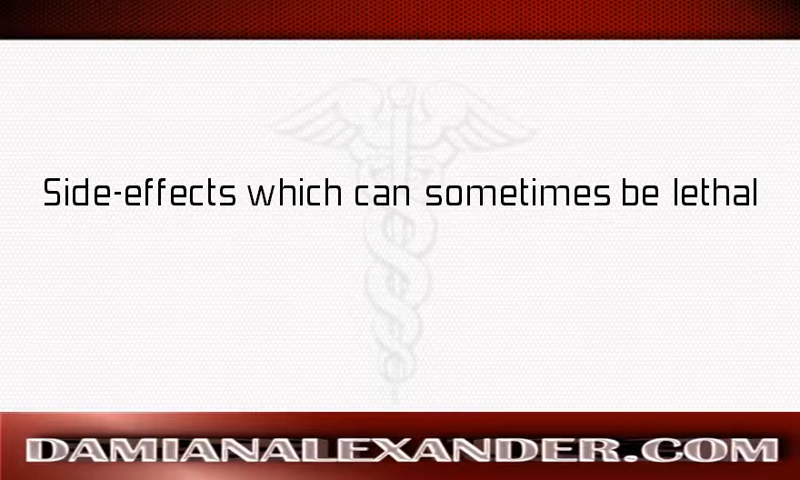 Side-effects which can sometimes be lethal
DAMIANALEXANDER.COM